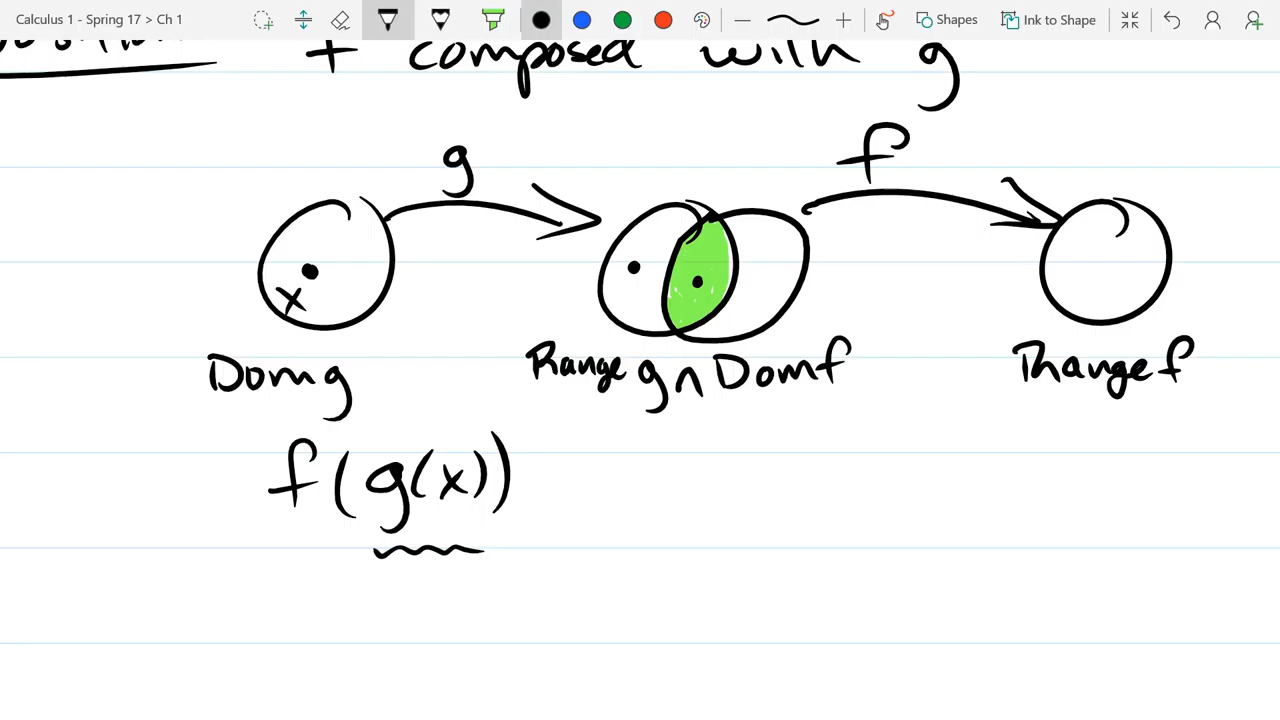 Calculus 1 - Spring 17 > Ch 1
Shapes
Ink to Shape
f composed with g
g
f
x
Dom g
Range g ∩ Dom f
Range f
f(g(x))